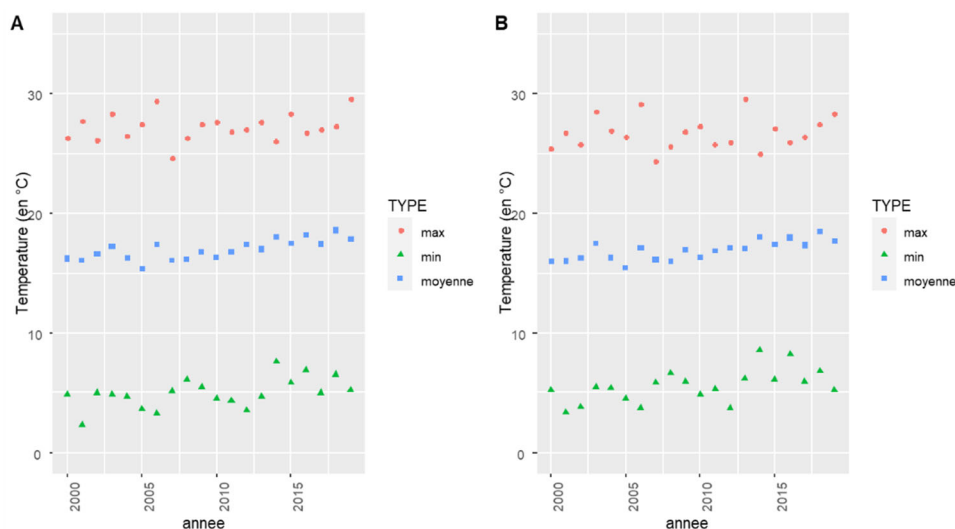 A
Temperature (en °C)
30
20
10
0
2000
2005
2010
2015
annee
TYPE
max
min
moyenne
B
Temperature (en °C)
30
20
10
0
2000
2005
2010
2015
annee
TYPE
max
min
moyenne